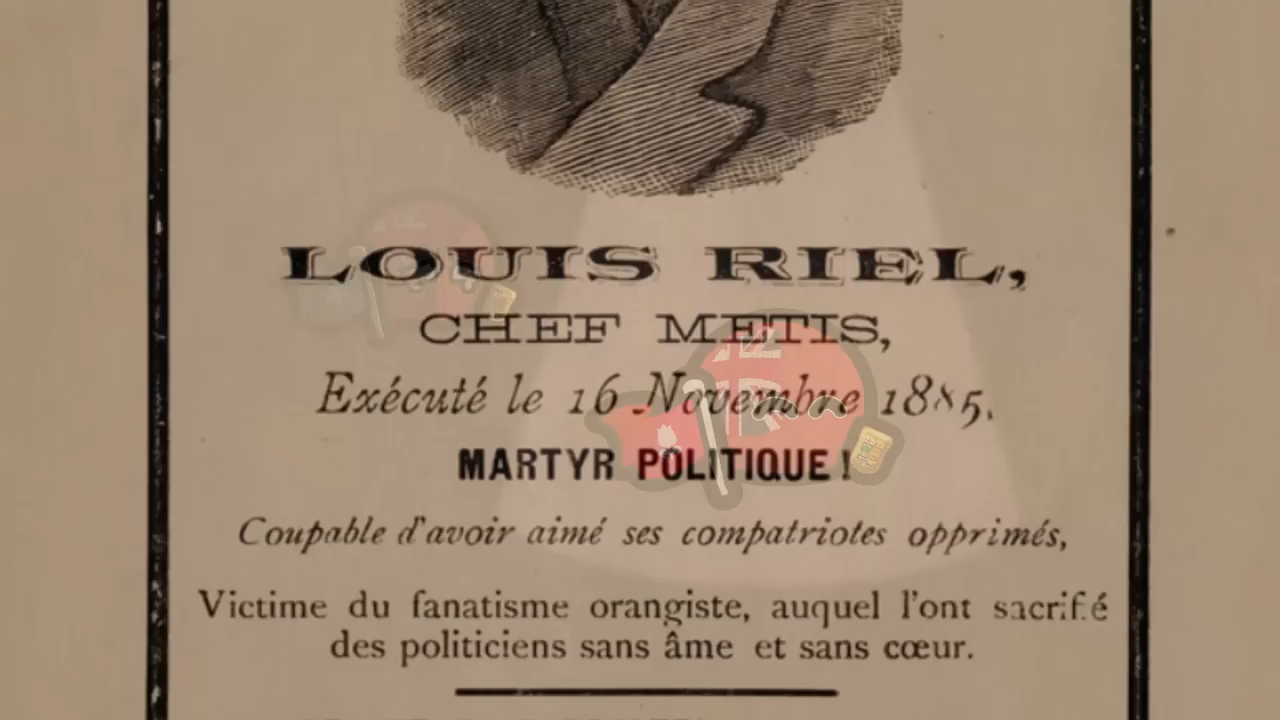 LOUIS RIEL,
CHEF METIS,
Exécuté le 16 Novembre 1885.
MARTYR POLITIQUE!
Coupable d'avoir aimé ses compatriotes opprimés,
Victime du fanatisme orangiste, auquel l'ont sacrifié
des politiciens sans âme et sans cœur.